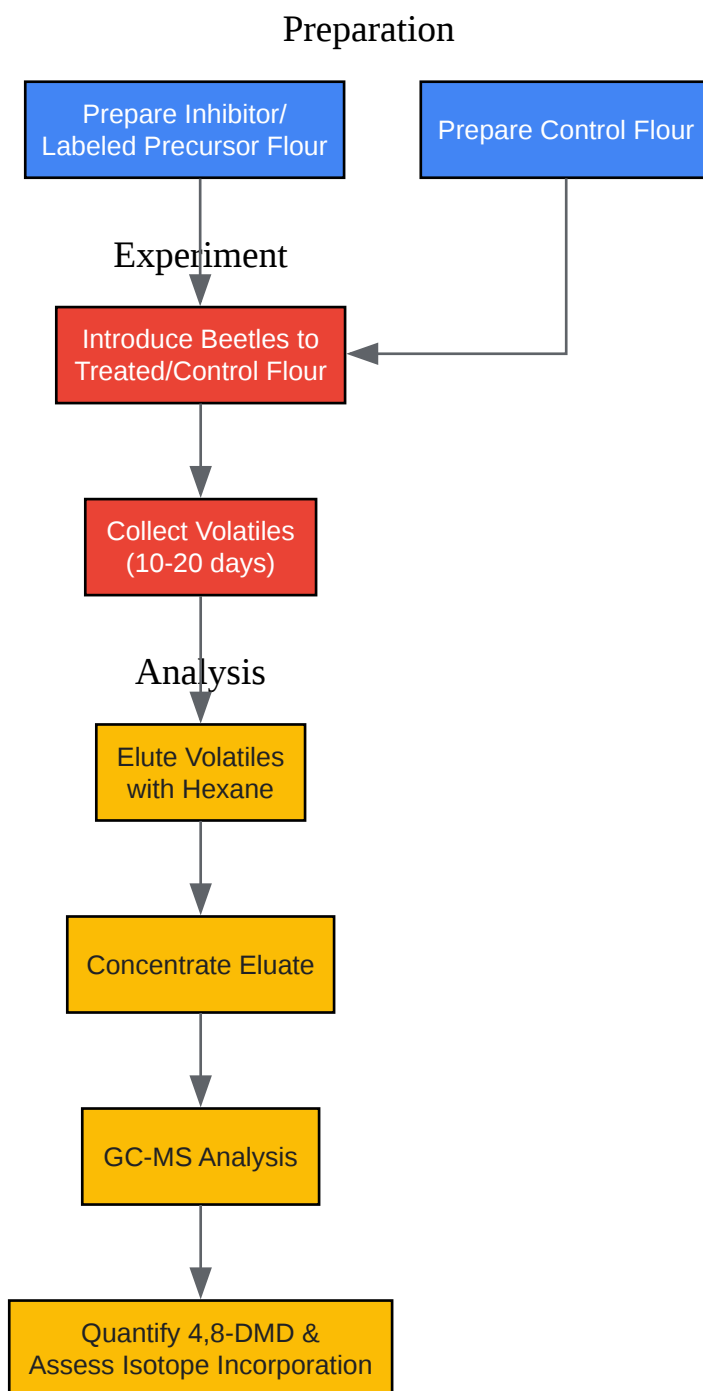 Preparation
Prepare Inhibitor/
Labeled Precursor Flour
Prepare Control Flour
Experiment
Introduce Beetles to
Treated/Control Flour
Collect Volatiles
(10-20 days)
Analysis
Elute Volatiles
with Hexane
Concentrate Eluate
GC-MS Analysis
Quantify 4,8-DMD &
Assess Isotope Incorporation